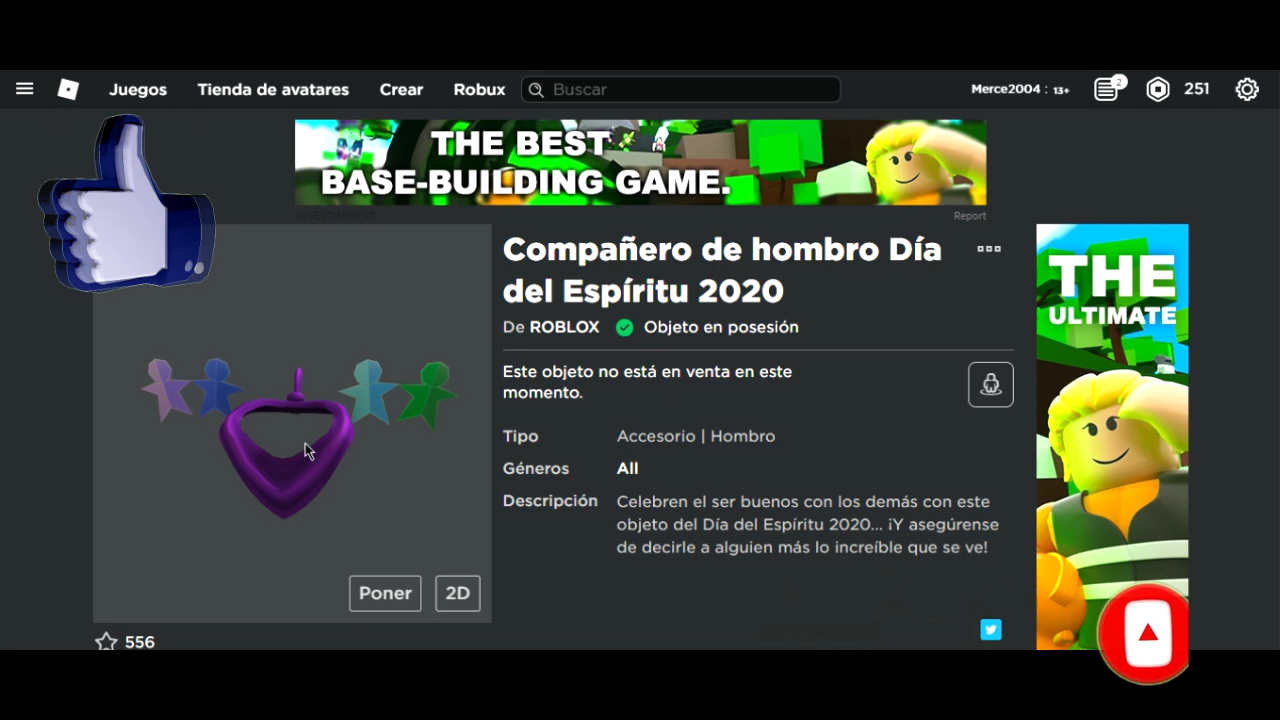 Juegos Tienda de avatares Crear Robux Buscar Merce2004 : 13+ 2 251
THE BEST
BASE-BUILDING GAME.
ADVERTISEMENT Report
Compañero de hombro Día
del Espíritu 2020
De ROBLOX Objeto en posesión
Este objeto no está en venta en este
momento.
Tipo Accesorio | Hombro
Géneros All
Descripción Celebren el ser buenos con los demás con este
objeto del Día del Espíritu 2020... ¡Y asegúrense
de decirle a alguien más lo increíble que se ve!
Poner 2D
556
THE
ULTIMATE